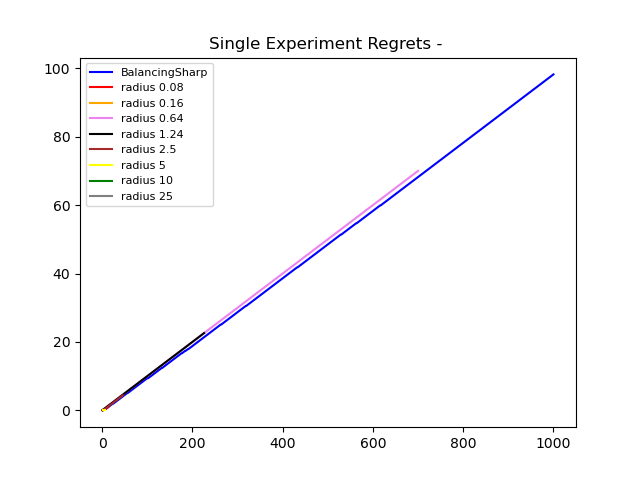 Single Experiment Regrets -
100
80
60
40
20
0
BalancingSharp
radius 0.08
radius 0.16
radius 0.64
radius 1.24
radius 2.5
radius 5
radius 10
radius 25
0 200 400 600 800 1000